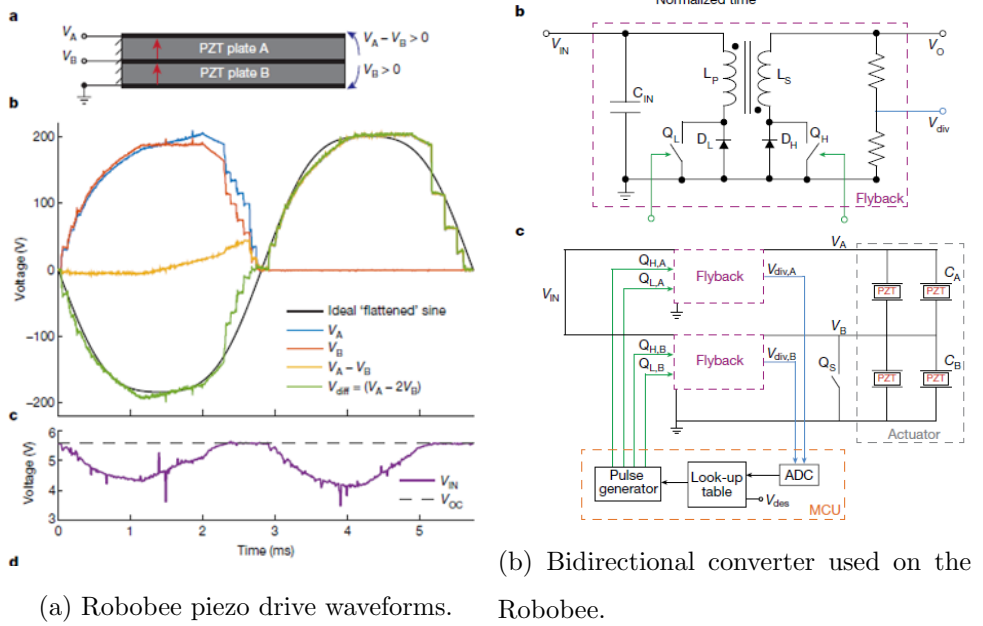 a
V_A
V_B
PZT plate A
PZT plate B
V_A − V_B > 0
V_B > 0
b
Voltage (V)
200
100
0
−100
−200
Ideal ‘flattened’ sine
V_A
V_B
V_A − V_B
V_diff = (V_A − 2V_B)
c
Voltage (V)
6
5
4
3
V_IN
V_OC
0
1
2
3
4
5
Time (ms)
d
(a) Robobee piezo drive waveforms.
Normalized time
b
V_IN
C_IN
L_P
L_S
Q_L
D_L
D_H
Q_H
V_O
V_div
Flyback
c
V_IN
Q_H,A
Q_L,A
Flyback
V_div,A
V_A
Q_H,B
Q_L,B
Flyback
V_div,B
V_B
Q_S
PZT
PZT
C_A
PZT
PZT
C_B
Actuator
Pulse
generator
Look-up
table
ADC
V_des
MCU
(b) Bidirectional converter used on the
Robobee.